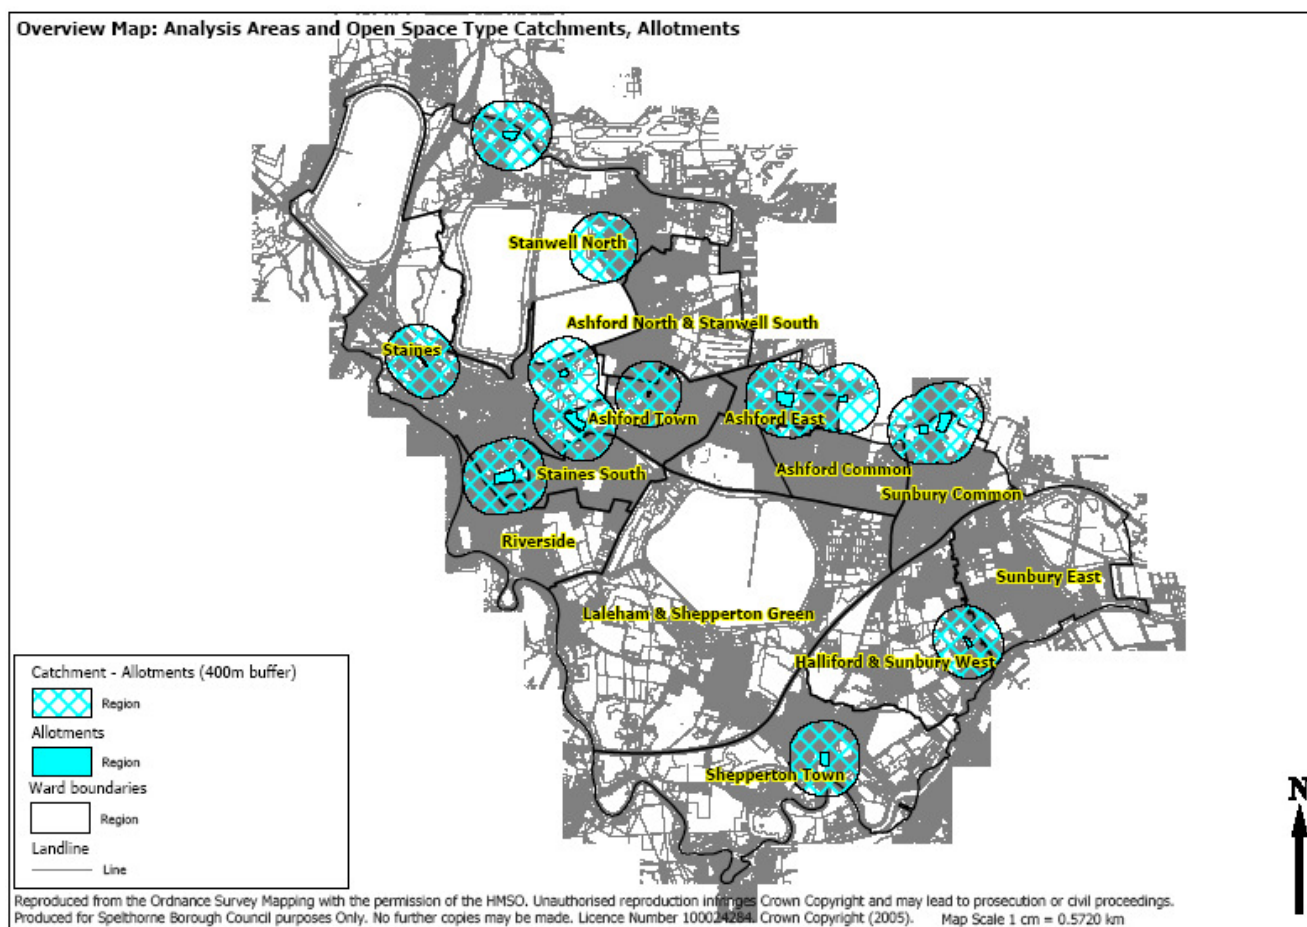 Overview Map: Analysis Areas and Open Space Type Catchments, Allotments
Stanwell North
Ashford North & Stanwell South
Staines
Ashford Town
Ashford East
Staines South
Ashford Common
Sunbury Common
Riverside
Sunbury East
Laleham & Shepperton Green
Halliford & Sunbury West
Shepperton Town
Catchment - Allotments (400m buffer)
Region
Allotments
Region
Ward boundaries
Region
Landline
Line
N
Reproduced from the Ordnance Survey Mapping with the permission of the HMSO. Unauthorised reproduction infringes Crown Copyright and may lead to prosecution or civil proceedings.
Produced for Spelthorne Borough Council purposes Only. No further copies may be made. Licence Number 100024284. Crown Copyright (2005). Map Scale 1 cm = 0.5720 km